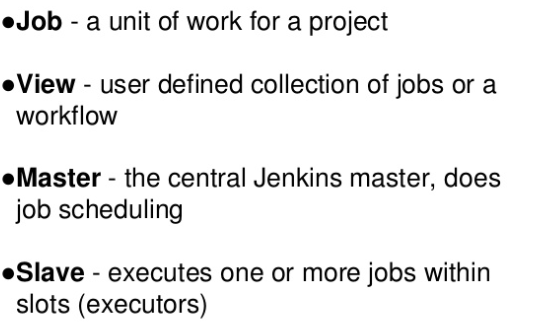 ●Job - a unit of work for a project
●View - user defined collection of jobs or a
workflow
●Master - the central Jenkins master, does
job scheduling
●Slave - executes one or more jobs within
slots (executors)